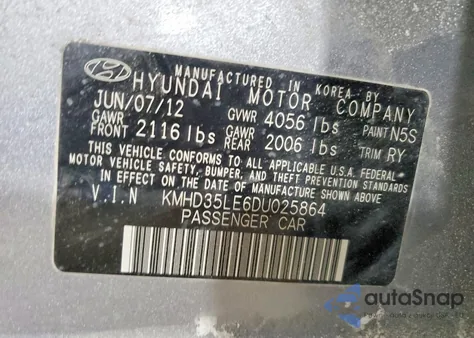 MANUFACTURED IN KOREA BY
HYUNDAI MOTOR COMPANY
JUN/07/12 GVWR 4056 lbs PAINT N5S
GAWR FRONT 2116 lbs GAWR REAR 2006 lbs TRIM RY
THIS VEHICLE CONFORMS TO ALL APPLICABLE U.S.A. FEDERAL
MOTOR VEHICLE SAFETY, BUMPER, AND THEFT PREVENTION STANDARDS
IN EFFECT ON THE DATE OF MANUFACTURE SHOWN ABOVE
V.I.N KMHD35LE6DU025864
PASSENGER CAR
autoSnap